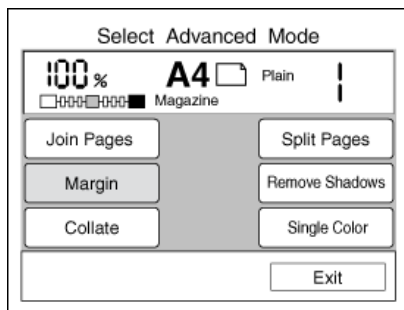 Select Advanced Mode
100 % A4 Plain 1
Magazine
Join Pages Split Pages
Margin Remove Shadows
Collate Single Color
Exit